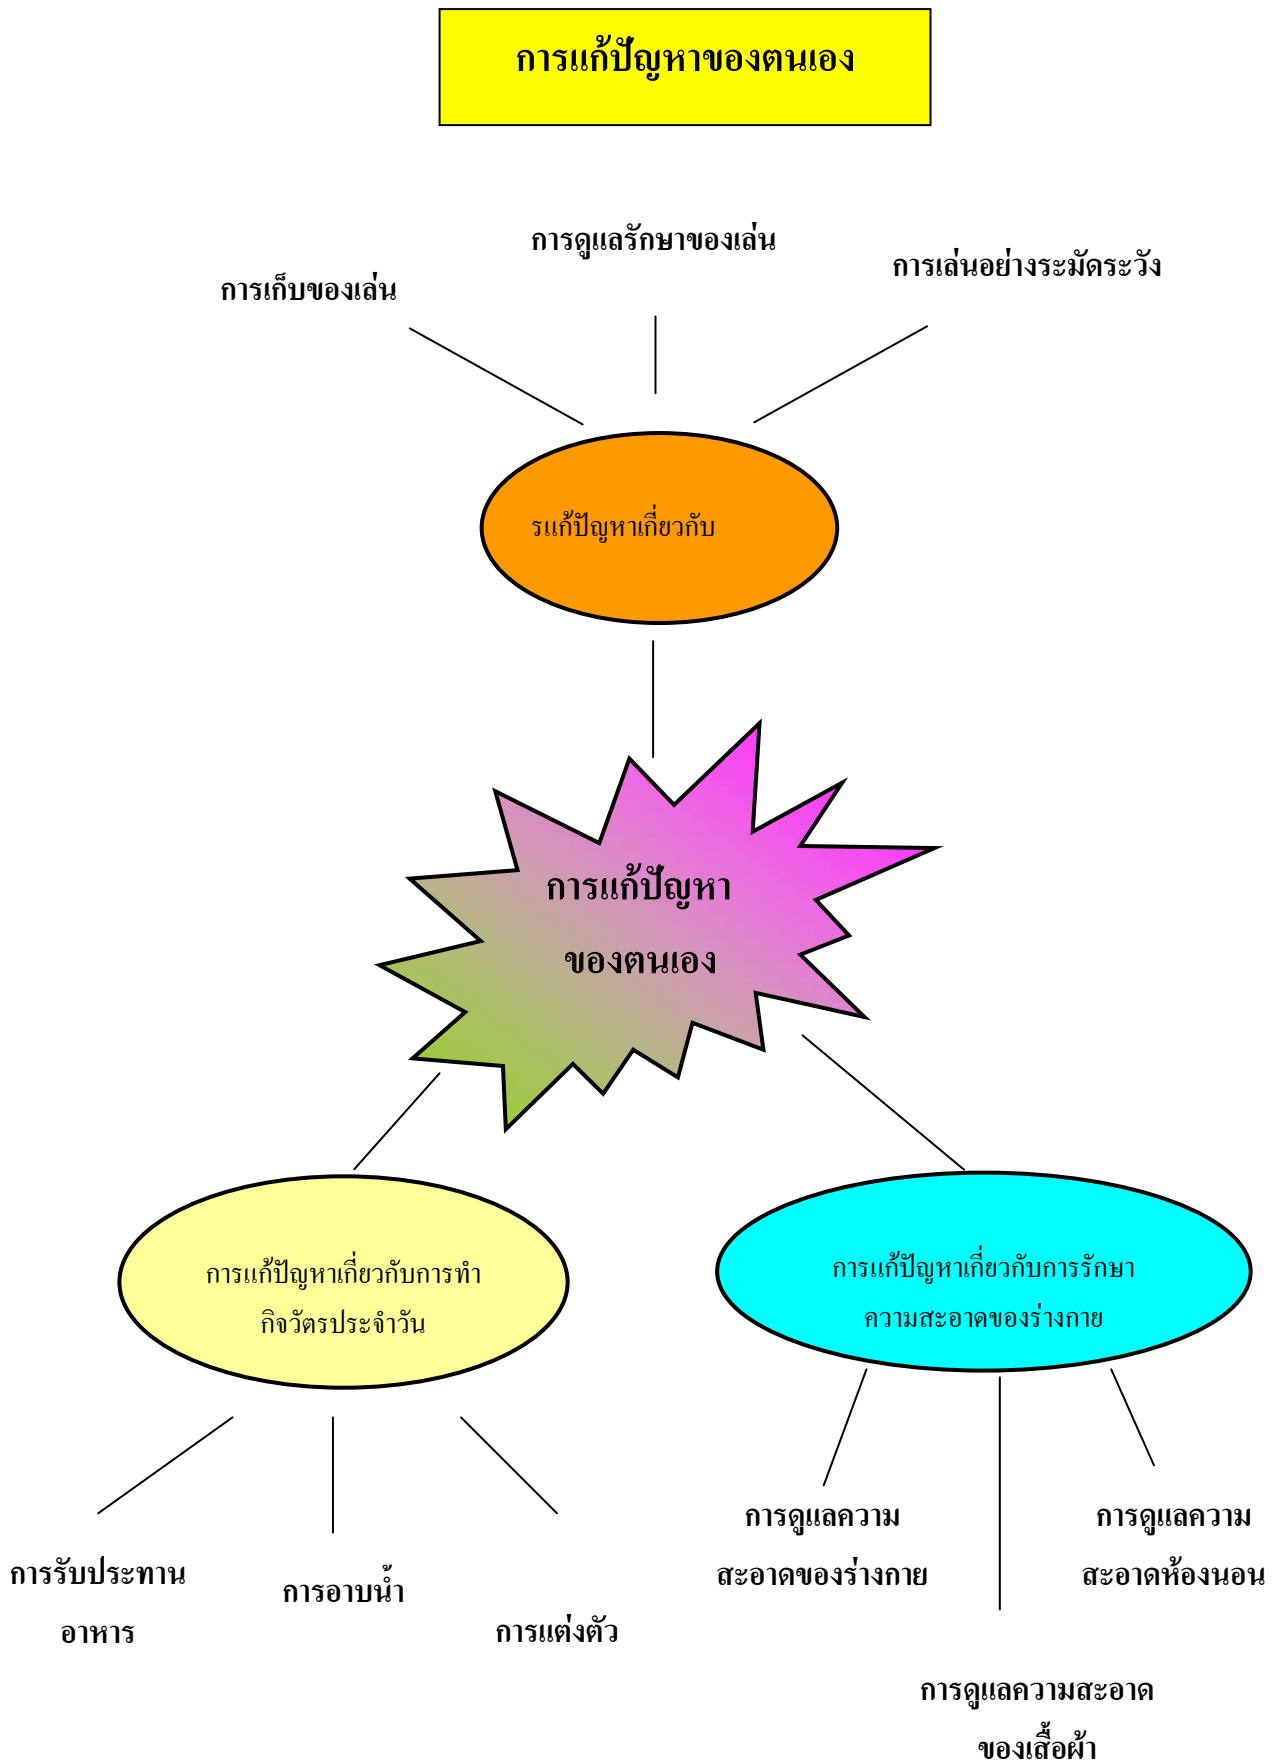 การแก้ปัญหาของตนเอง
การดูแลรักษาของเล่น
การเล่นอย่างระมัดระวัง
การเก็บของเล่น
รแก้ปัญหาเกี่ยวกับ
การแก้ปัญหา
ของตนเอง
การแก้ปัญหาเกี่ยวกับการทำ
กิจวัตรประจำวัน
การแก้ปัญหาเกี่ยวกับการรักษา
ความสะอาดของร่างกาย
การรับประทาน
อาหาร
การอาบน้ำ
การแต่งตัว
การดูแลความ
สะอาดของร่างกาย
การดูแลความ
สะอาดห้องนอน
การดูแลความสะอาด
ของเสื้อผ้า